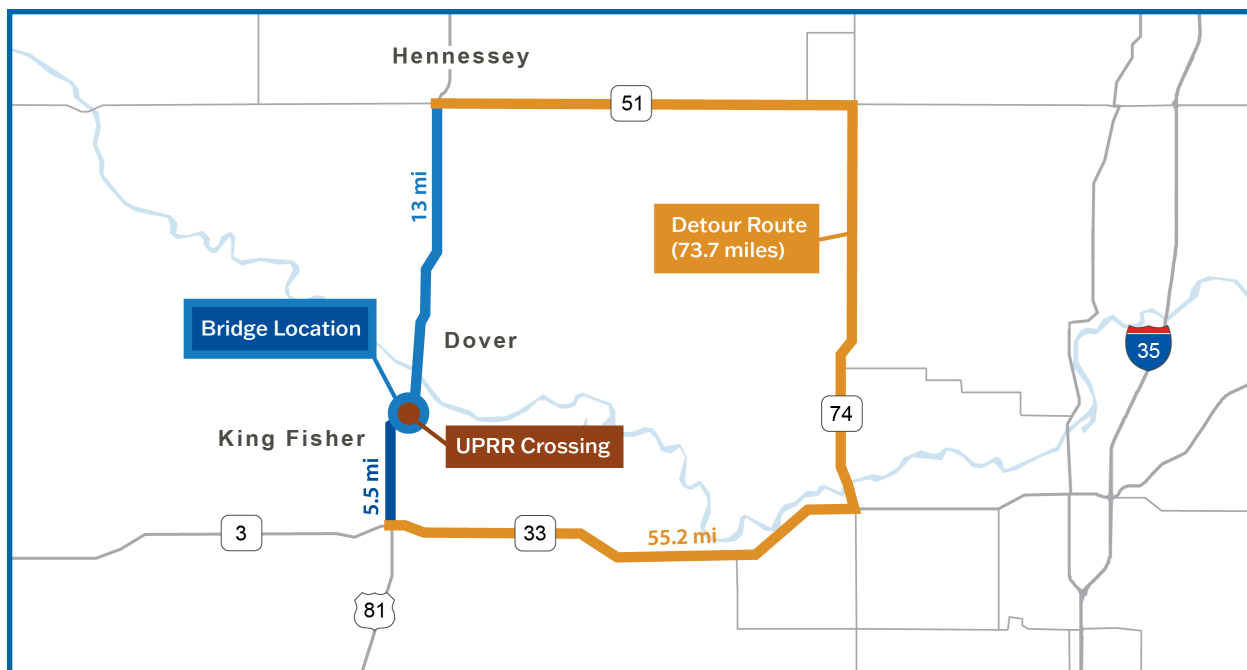 Hennessey
51
13 mi
Detour Route
(73.7 miles)
Bridge Location
Dover
35
74
King Fisher
UPRR Crossing
5.5 mi
3
33
55.2 mi
81